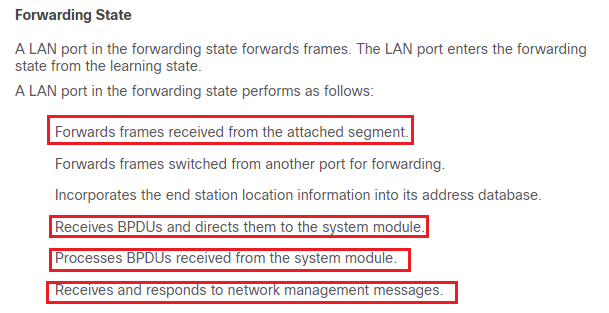 Forwarding State
A LAN port in the forwarding state forwards frames. The LAN port enters the forwarding
state from the learning state.
A LAN port in the forwarding state performs as follows:
Forwards frames received from the attached segment.
Forwards frames switched from another port for forwarding.
Incorporates the end station location information into its address database.
Receives BPDUs and directs them to the system module.
Processes BPDUs received from the system module.
Receives and responds to network management messages.